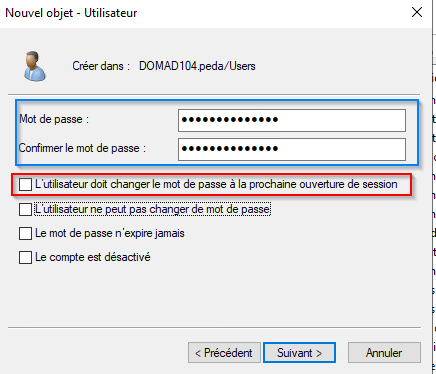 Nouvel objet - Utilisateur
Créer dans : DOMAD104.peda/Users
Mot de passe :
Confirmer le mot de passe :
L'utilisateur doit changer le mot de passe à la prochaine ouverture de session
L'utilisateur ne peut pas changer de mot de passe
Le mot de passe n'expire jamais
Le compte est désactivé
< Précédent Suivant > Annuler